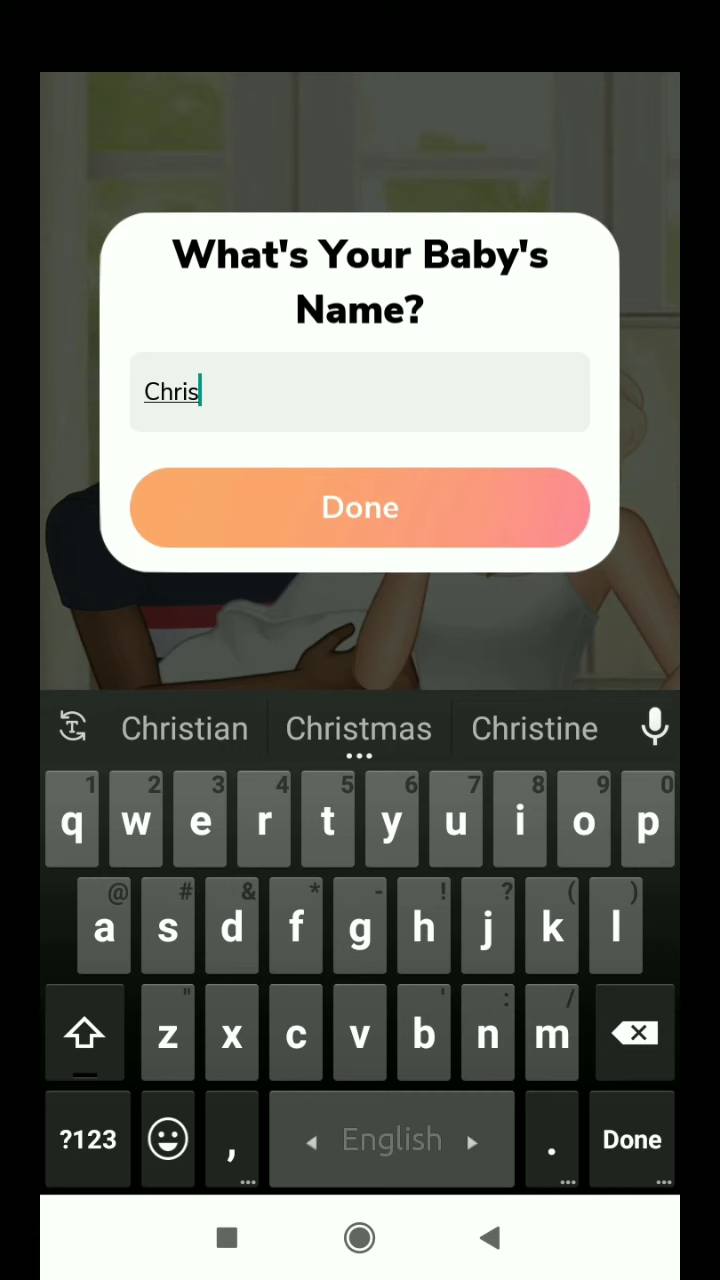 What's Your Baby's
Name?
Chris
Done
Christian Christmas Christine
1 2 3 4 5 6 7 8 9 0
q w e r t y u i o p
@ # & * - ! ? ( )
a s d f g h j k l
" ' : /
z x c v b n m
?123 , English . Done